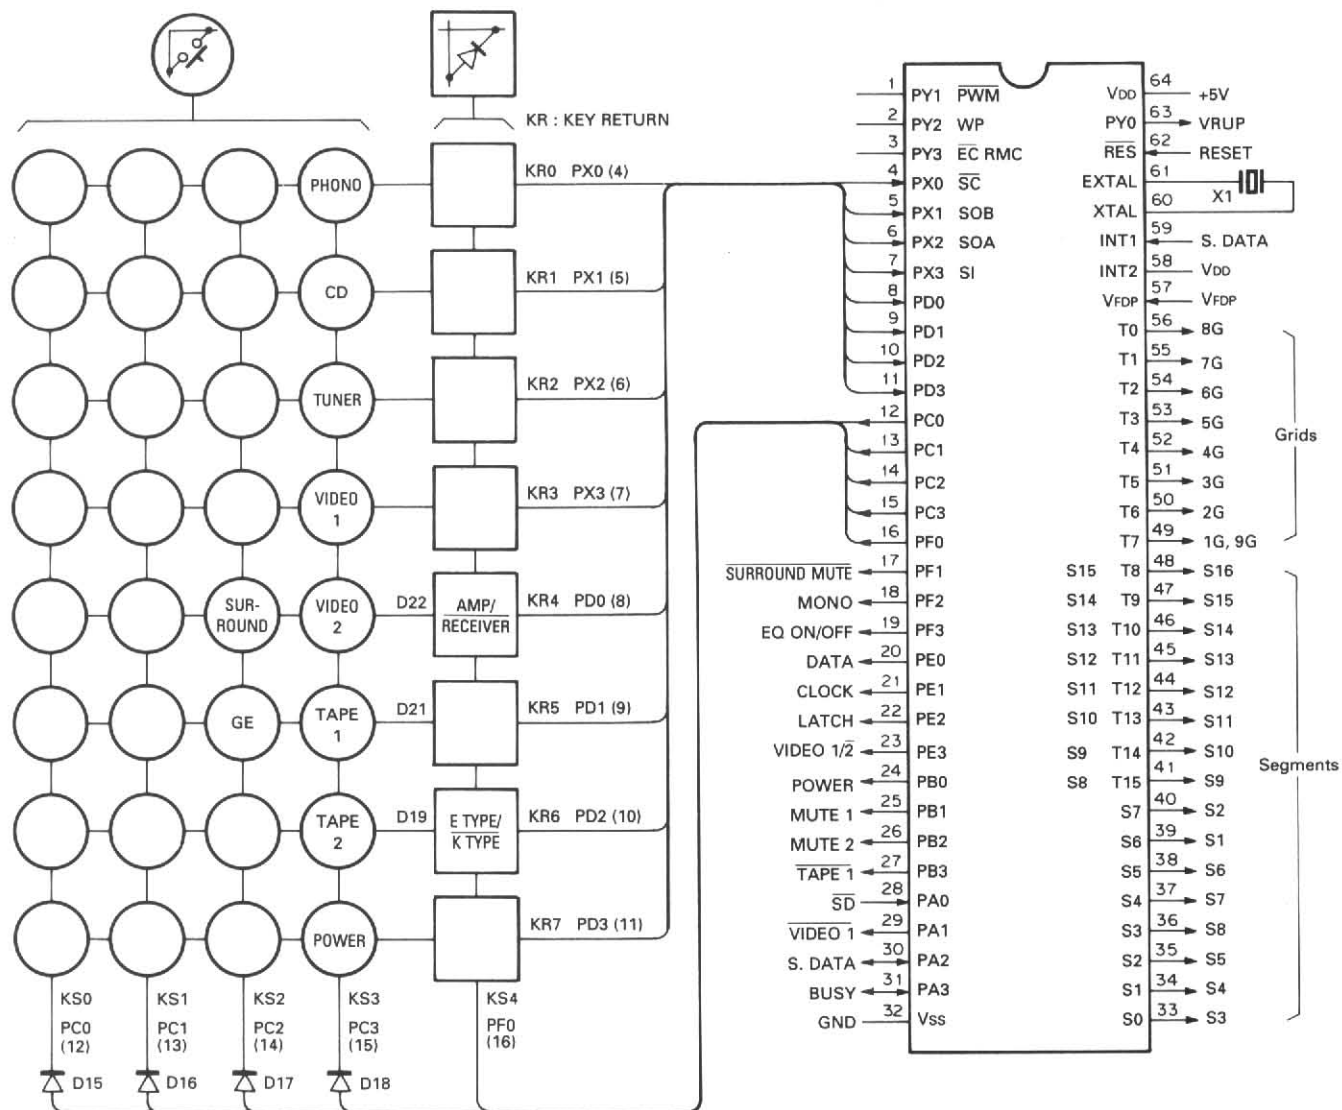 KR : KEY RETURN
PHONO
KR0 PX0 (4)
CD
KR1 PX1 (5)
TUNER
KR2 PX2 (6)
VIDEO
1
KR3 PX3 (7)
SUR-
ROUND
VIDEO
2
D22
AMP/
RECEIVER
KR4 PD0 (8)
GE
TAPE
1
D21
KR5 PD1 (9)
TAPE
2
D19
E TYPE/
K TYPE
KR6 PD2 (10)
POWER
KR7 PD3 (11)
KS0
PC0
(12)
D15
KS1
PC1
(13)
D16
KS2
PC2
(14)
D17
KS3
PC3
(15)
D18
KS4
PF0
(16)
1 PY1 PWM
2 PY2 WP
3 PY3 EC RMC
4 PX0 SC
5 PX1 SOB
6 PX2 SOA
7 PX3 SI
8 PD0
9 PD1
10 PD2
11 PD3
12 PC0
13 PC1
14 PC2
15 PC3
16 PF0
SURROUND MUTE 17 PF1
MONO 18 PF2
EQ ON/OFF 19 PF3
DATA 20 PE0
CLOCK 21 PE1
LATCH 22 PE2
VIDEO 1/2 23 PE3
POWER 24 PB0
MUTE 1 25 PB1
MUTE 2 26 PB2
TAPE 1 27 PB3
SD 28 PA0
VIDEO 1 29 PA1
S. DATA 30 PA2
BUSY 31 PA3
GND 32 VSS
VDD 64 +5V
PY0 63 VRUP
RES 62 RESET
EXTAL 61
X1
XTAL 60
INT1 59 S. DATA
INT2 58 VDD
VFDP 57 VFDP
T0 56 8G
T1 55 7G
T2 54 6G
T3 53 5G
T4 52 4G
T5 51 3G
T6 50 2G
T7 49 1G, 9G
Grids
S15 T8 48 S16
S14 T9 47 S15
S13 T10 46 S14
S12 T11 45 S13
S11 T12 44 S12
S10 T13 43 S11
S9 T14 42 S10
S8 T15 41 S9
S7 40 S2
S6 39 S1
S5 38 S6
S4 37 S7
S3 36 S8
S2 35 S5
S1 34 S4
S0 33 S3
Segments